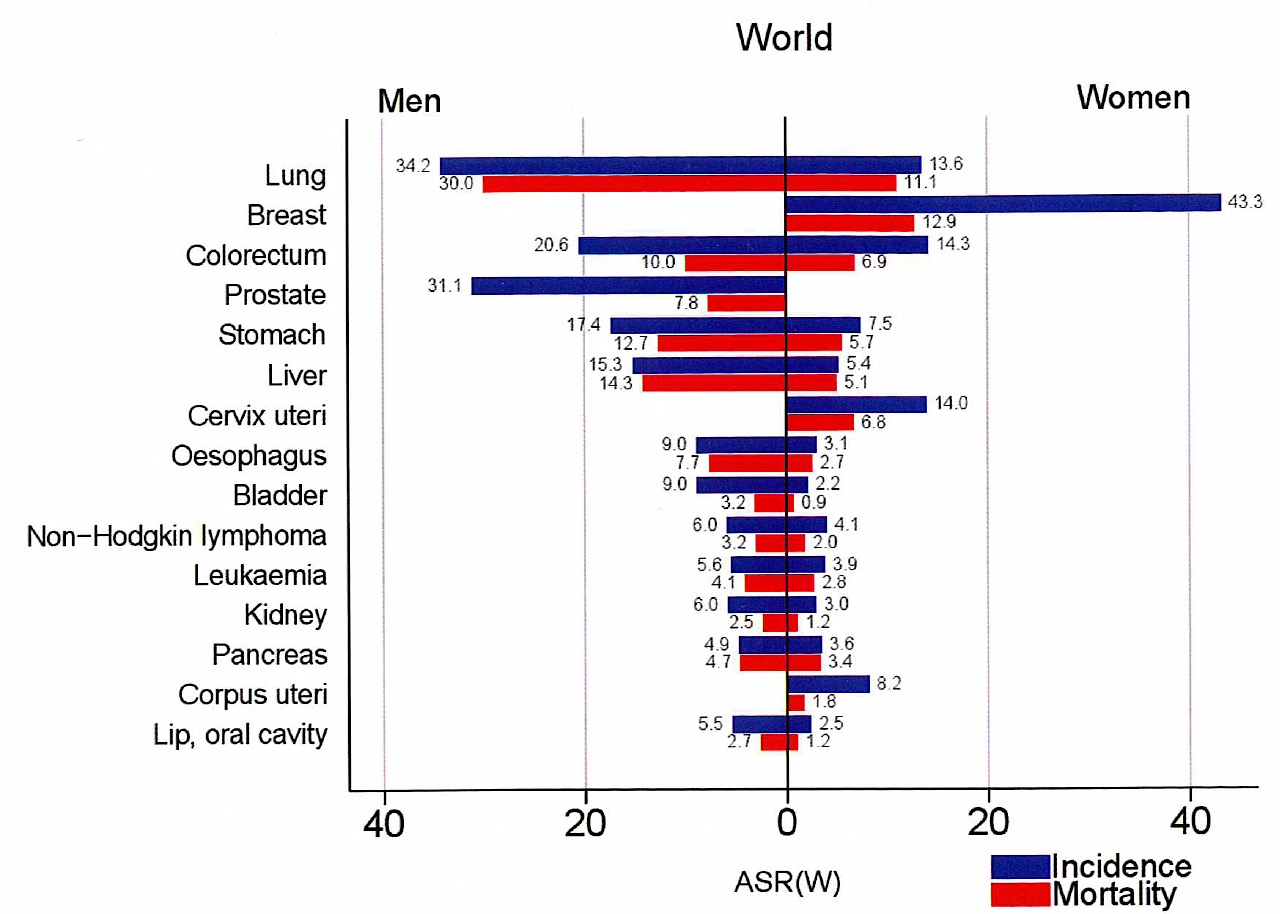 World
Men
Women
Lung
34.2
13.6
30.0
11.1
Breast
43.3
12.9
Colorectum
20.6
14.3
10.0
6.9
Prostate
31.1
7.8
Stomach
17.4
7.5
12.7
5.7
Liver
15.3
5.4
14.3
5.1
Cervix uteri
14.0
6.8
Oesophagus
9.0
3.1
7.7
2.7
Bladder
9.0
2.2
3.2
0.9
Non-Hodgkin lymphoma
6.0
4.1
3.2
2.0
Leukaemia
5.6
3.9
4.1
2.8
Kidney
6.0
3.0
2.5
1.2
Pancreas
4.9
3.6
4.7
3.4
Corpus uteri
8.2
1.8
Lip, oral cavity
5.5
2.5
2.7
1.2
40 20 0 20 40
ASR(W)
Incidence
Mortality